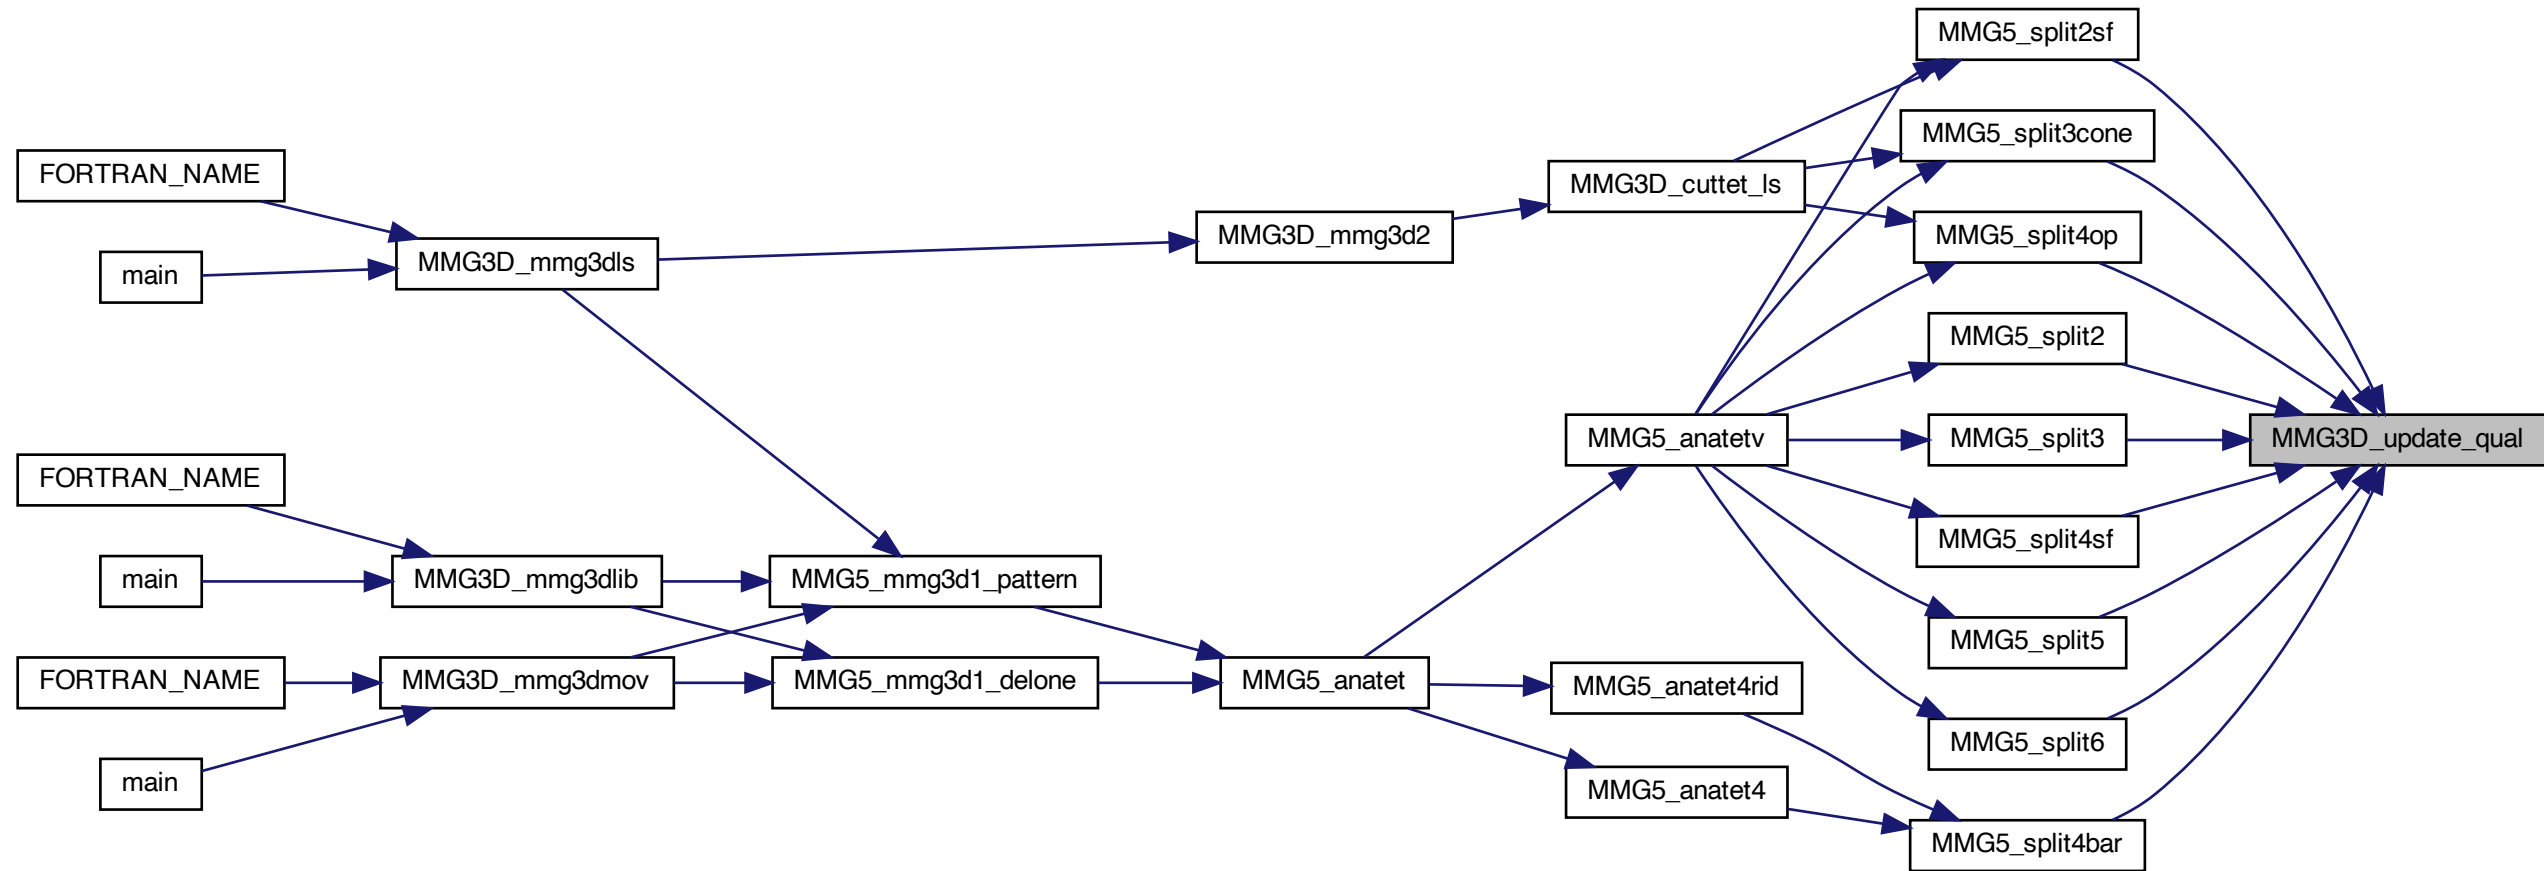 MMG5_split2sf
MMG5_split3cone
FORTRAN_NAME
MMG3D_cuttet_ls
MMG5_split4op
MMG3D_mmg3d2
MMG3D_mmg3dls
main
MMG5_split2
MMG5_anatetv
MMG5_split3
MMG3D_update_qual
FORTRAN_NAME
MMG5_split4sf
main
MMG3D_mmg3dlib
MMG5_mmg3d1_pattern
MMG5_split5
FORTRAN_NAME
MMG3D_mmg3dmov
MMG5_mmg3d1_delone
MMG5_anatet
MMG5_anatet4rid
MMG5_split6
main
MMG5_anatet4
MMG5_split4bar